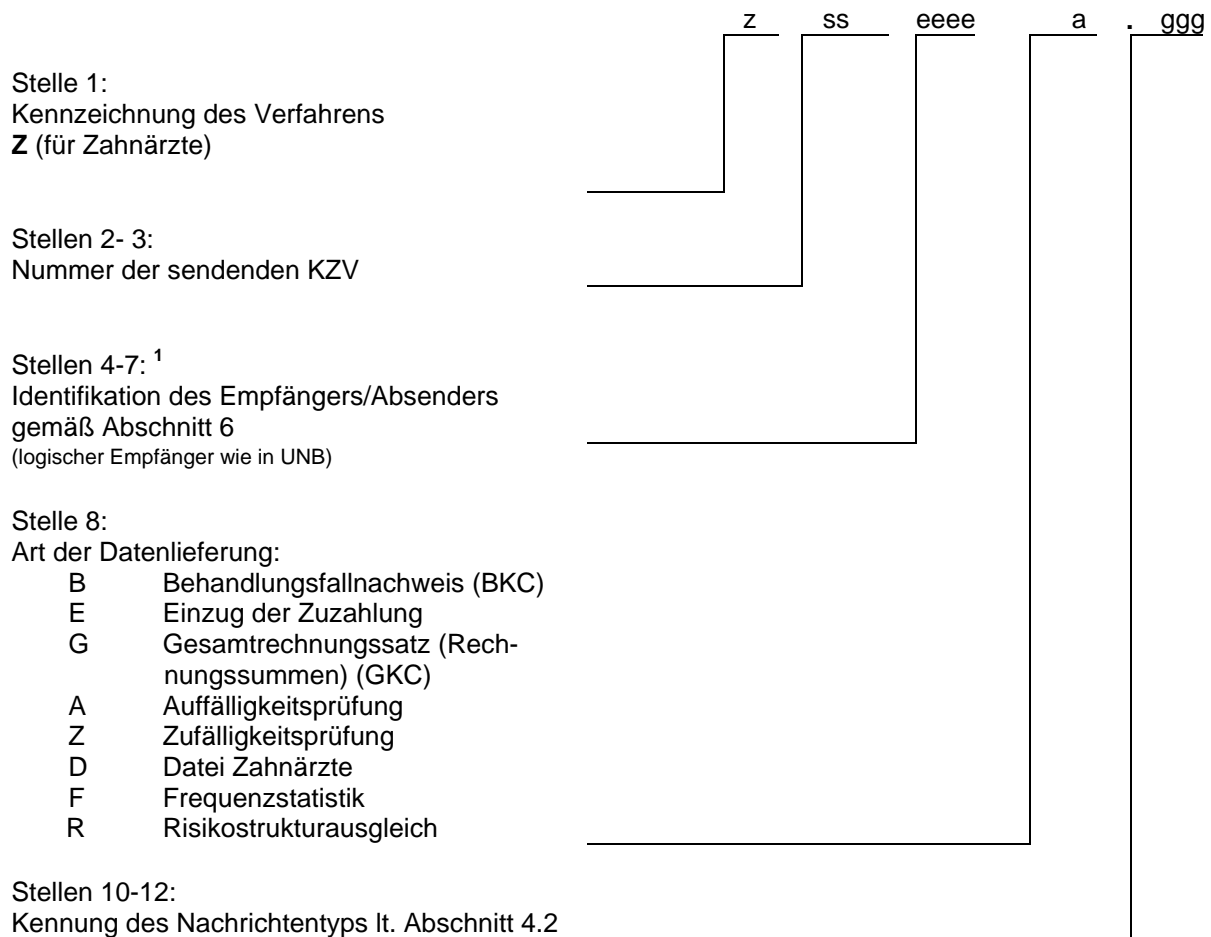 z ss eeee a . ggg
Stelle 1:
Kennzeichnung des Verfahrens
Z (für Zahnärzte)
Stellen 2- 3:
Nummer der sendenden KZV
Stellen 4-7: 1
Identifikation des Empfängers/Absenders
gemäß Abschnitt 6
(logischer Empfänger wie in UNB)
Stelle 8:
Art der Datenlieferung:
B Behandlungsfallnachweis (BKC)
E Einzug der Zuzahlung
G Gesamtrechnungssatz (Rech-
nungssummen) (GKC)
A Auffälligkeitsprüfung
Z Zufälligkeitsprüfung
D Datei Zahnärzte
F Frequenzstatistik
R Risikostrukturausgleich
Stellen 10-12:
Kennung des Nachrichtentyps lt. Abschnitt 4.2